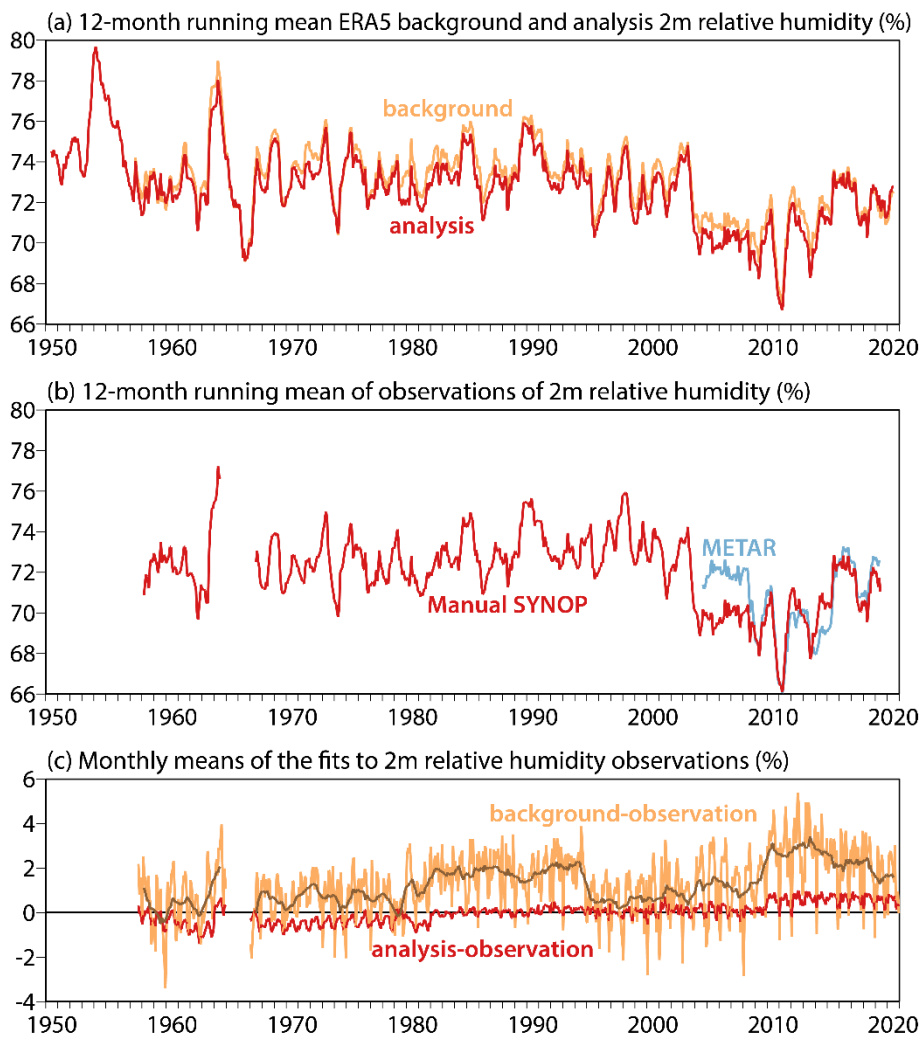 (a) 12-month running mean ERA5 background and analysis 2m relative humidity (%)
80
78
76
74
72
70
68
66
background
analysis
1950 1960 1970 1980 1990 2000 2010 2020
(b) 12-month running mean of observations of 2m relative humidity (%)
80
78
76
74
72
70
68
66
METAR
Manual SYNOP
1950 1960 1970 1980 1990 2000 2010 2020
(c) Monthly means of the fits to 2m relative humidity observations (%)
6
4
2
0
-2
-4
background-observation
analysis-observation
1950 1960 1970 1980 1990 2000 2010 2020